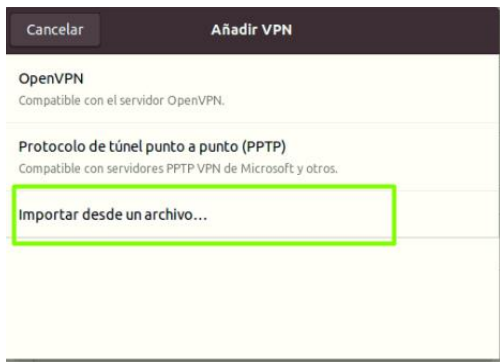 Cancelar
Añadir VPN
OpenVPN
Compatible con el servidor OpenVPN.
Protocolo de túnel punto a punto (PPTP)
Compatible con servidores PPTP VPN de Microsoft y otros.
Importar desde un archivo...